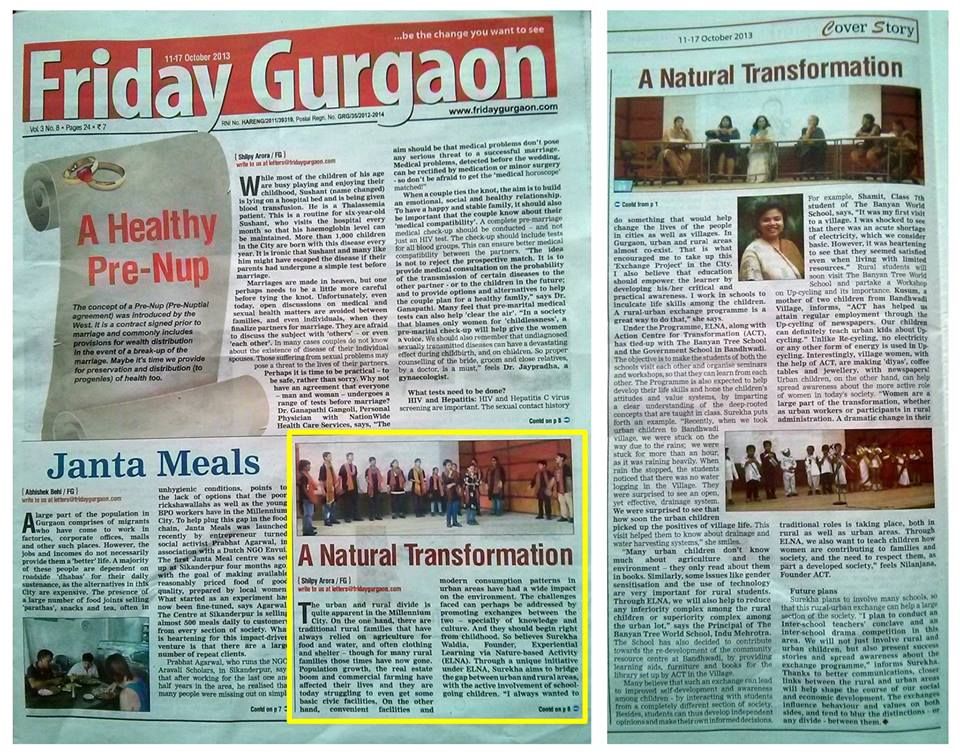 ...be the change you want to see
11-17 October 2013
Friday Gurgaon
Vol. 3 No. 8 • Pages 24 • ₹ 7
RNI No. HARENG/2011/39319, Postal Regn. No. GRG/35/2012-2014
www.fridaygurgaon.com
A Healthy
Pre-Nup
The concept of a Pre-Nup (Pre-Nuptial
agreement) was introduced by the
West. It is a contract signed prior to
marriage and commonly includes
provisions for wealth distribution
in the event of a break-up of the
marriage. Maybe it's time we provide
for preservation and distribution (to
progenies) of health too.
[ Shilpy Arora / FG ]
write to us at letters@fridaygurgaon.com
While most of the children of his age
are busy playing and enjoying their
childhood, Sushant (name changed)
is lying on a hospital bed and is being given
blood transfusion. He is a Thalassemia
patient. This is a routine for six-year-old
Sushant, who visits the hospital every
month so that his haemoglobin level can
be maintained. More than 1,000 children
in the City are born with this disease every
year. It is ironic that Sushant and many like
him might have escaped the disease if their
parents had undergone a simple test before
marriage.
Marriages are made in heaven, but one
perhaps needs to be a little more careful
before tying the knot. Unfortunately, even
today, open discussions on medical and
sexual health matters are avoided between
families, and even individuals, when they
finalize partners for marriage. They are afraid
to discuss the subject with 'others' – or even
'each other'. In many cases couples do not know
about the existence of disease of their individual
spouses. Those suffering from sexual problems may
pose a threat to the lives of their partners.
Perhaps it is time to be practical – to
be safe, rather than sorry. Why not
have an agreement that everyone
- man and woman - undergoes a
range of tests before marriage?
Dr. Ganapathi Gangoli, Personal
Physician with NationWide
Health Care Services, says, "The
aim should be that medical problems don't pose
any serious threat to a successful marriage.
Medical problems, detected before the wedding,
can be rectified by medication or minor surgery
- so don't be afraid to get the 'medical horoscope'
matched!"
When a couple ties the knot, the aim is to build
an emotional, social and healthy relationship.
To have a happy and stable family, it should also
be important that the couple know about their
'medical compatibility'. A complete pre-marital
medical check-up should be conducted – and not
just an HIV test. The check-up should include tests
for all blood groups. This can ensure better medical
compatibility between the partners. "The idea
is not to reject the prospective match. It is to
provide medical consultation on the probability
of the transmission of certain diseases to the
other partner - or to the children in the future;
and to provide options and alternatives to help
the couple plan for a healthy family," says Dr.
Ganapathi. Many feel that pre-marital medical
tests can also help 'clear the air'. "In a society
that blames only women for 'childlessness', a
pre-marital check-up will help give the women
a voice. We should also remember that undiagnosed
sexually transmitted diseases can have a devastating
effect during childbirth, and on children. So proper
counselling of the bride, groom and close relatives,
by a doctor, is a must," feels Dr. Jaypradha, a
gynaecologist.
What tests need to be done?
HIV and Hepatitis: HIV and Hepatitis C virus
screening are important. The sexual contact history
Contd on p 8
Janta Meals
[ Abhishek Behl / FG ]
write to us at letters@fridaygurgaon.com
A large part of the population in
Gurgaon comprises of migrants
who have come to work in
factories, corporate offices, malls
and other such places. However, the
jobs and incomes do not necessarily
provide them a 'better' life. A majority
of these people are dependent on
roadside 'dhabas' for their daily
sustenance, as the alternatives in this
City are expensive. The presence of
a large number of food joints selling
'parathas', snacks and tea, often in
unhygienic conditions, points to
the lack of options that the poor
rickshawallahs as well as the young
BPO workers have in the Millennium
City. To help plug this gap in the food
chain, Janta Meals was launched
recently by entrepreneur turned
social activist Prabhat Agarwal, in
association with a Dutch NGO Enviu.
The first Janta Meal centre was set
up at Sikanderpur four months ago,
with the goal of making available
reasonably priced food of good
quality, prepared by local women.
What started as an experiment has
now been fine-tuned, says Agarwal.
The Centre at Sikanderpur is selling
almost 500 meals daily to customers
from every section of society. What
is heartening for this impact-driven
venture is that there are a large
number of repeat clients.
Prabhat Agarwal, who runs the NGO
Aravali Scholars, in Sikanderpur, says
that after working for the last one and
half years in the area, he realised that
many people were missing out on simple
Contd on p 7
A Natural Transformation
[ Shilpy Arora / FG ]
write to us at letters@fridaygurgaon.com
The urban and rural divide is
quite apparent in the Millennium
City. On the one hand, there are
traditional rural families that have
always relied on agriculture for
food and water, and often clothing
and shelter – though for many rural
families those times have now gone.
Population growth, the real estate
boom and commercial farming have
affected their lives and they are
today struggling to even get some
basic civic facilities. On the other
hand, convenient facilities and
modern consumption patterns in
urban areas have had a wide impact
on the environment. The challenges
faced can perhaps be addressed by
promoting exchanges between the
two – specially of knowledge and
culture. And they should begin right
from childhood. So believes Surekha
Waldia, Founder, Experiential
Learning via Nature-based Activity
(ELNA). Through a unique initiative
under ELNA, Surekha aims to bridge
the gap between urban and rural areas,
with the active involvement of school-
going children. "I always wanted to
Contd on p 8
11-17 October 2013
Cover Story
A Natural Transformation
Contd from p 1
do something that would help
change the lives of the people
in cities as well as villages. In
Gurgaon, urban and rural areas
almost co-exist. That is what
encouraged me to take up this
'Exchange Project' in the City.
I also believe that education
should empower the learner by
developing his/her critical and
practical awareness. I work in schools to
inculcate life skills among the children.
A rural-urban exchange programme is a
great way to do that," she says.
Under the Programme, ELNA, along with
Action Centre for Transformation (ACT),
has tied-up with The Banyan Tree School
and the Government School in Bandhwadi.
The objective is to make the students of both the
schools visit each other and organise seminars
and workshops, so that they can learn from each
other. The Programme is also expected to help
develop their life skills and hone the children's
attitudes and value systems, by imparting
a clear understanding of the deep-rooted
concepts that are taught in class. Surekha puts
forth an example. "Recently, when we took
urban children to Bandhwadi
village, we were stuck on the
way due to the rains; we were
stuck for more than an hour,
as it was raining heavily. When
the rain stopped, the students
noticed that there was no water
logging in the Village. They
were surprised to see an open,
yet effective, drainage system.
We were surprised to see how
soon the urban children
picked up the positives of village life. This
visit helped them to know about drainage and
water harvesting systems," she smiles.
"Many urban children don't know
much about agriculture and the
environment – they only read about them
in books. Similarly, some issues like gender
sensitisation and the use of technology
are very important for rural students.
Through ELNA, we will also help to reduce
any inferiority complex among the rural
children or superiority complex among
the urban lot," says the Principal of The
Banyan Tree World School, Indu Mehrotra.
The School has also decided to contribute
towards the re-development of the community
resource centre at Bandhwadi, by providing
learning aids, furniture and books for the
library set up by ACT in the Village.
Many believe that such an exchange can lead
to improved self-development and awareness
among children - by interacting with students
from a completely different section of society.
Besides, students can thus develop independent
opinions and make their own informed decisions.
For example, Shamit, Class 7th
student of The Banyan World
School, says, "It was my first visit
to a village. I was shocked to see
that there was an acute shortage
of electricity, which we consider
basic. However, it was heartening
to see that they seemed satisfied
even when living with limited
resources." Rural students will
soon visit The Banyan Tree World
School and partake a Workshop
on Up-cycling and its importance. Kusum, a
mother of two children from Bandhwadi
Village, informs, "ACT has helped us
attain regular employment through the
Up-cycling of newspapers. Our children
can definitely teach urban kids about Up-
cycling." Unlike Re-cycling, no electricity
or any other form of energy is used in Up-
cycling. Interestingly, village women, with
the help of ACT, are making 'diyas', coffee
tables and jewellery, with newspapers!
Urban children, on the other hand, can help
spread awareness about the more active role
of women in today's society. "Women are a
large part of the transformation, whether
as urban workers or participants in rural
administration. A dramatic change in their
traditional roles is taking place, both in
rural as well as urban areas. Through
ELNA, we also want to teach children how
women are contributing to families and
society, and the need to respect them, as
part a developed society," feels Nilanjana,
Founder ACT.
Future plans
Surekha plans to involve many schools, so
that this rural-urban exchange can help a large
section of the society. "I plan to conduct an
inter-school teachers' conclave and an
inter-school drama competition in this
area. We will not just involve rural and
urban children, but also present success
stories and spread awareness about the
exchange programme," informs Surekha.
Thanks to better communication, closer
links between the rural and urban areas
will help shape the course of our social
and economic development. The exchanges
influence behaviour and values on both
sides, and tend to blur the distinctions - or
any divide - between them.